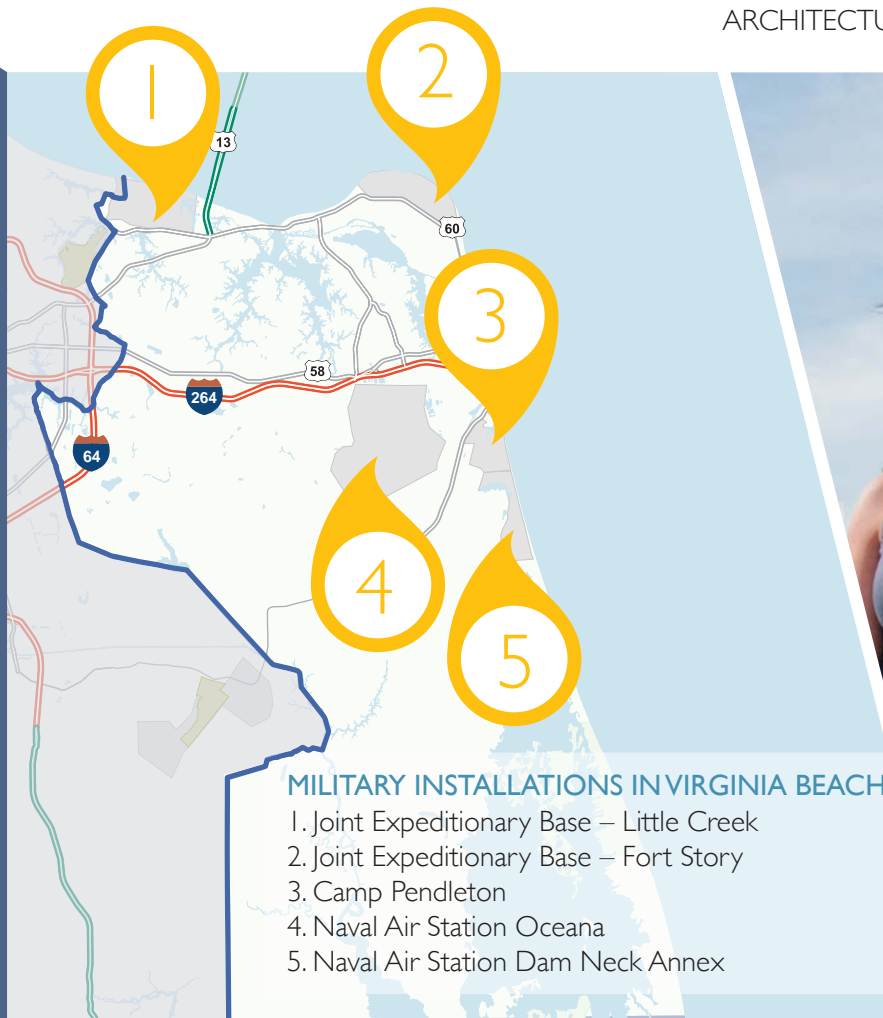 ARCHITECTU
1
2
13
60
3
58
264
64
4
5
MILITARY INSTALLATIONS IN VIRGINIA BEACH
1. Joint Expeditionary Base – Little Creek
2. Joint Expeditionary Base – Fort Story
3. Camp Pendleton
4. Naval Air Station Oceana
5. Naval Air Station Dam Neck Annex